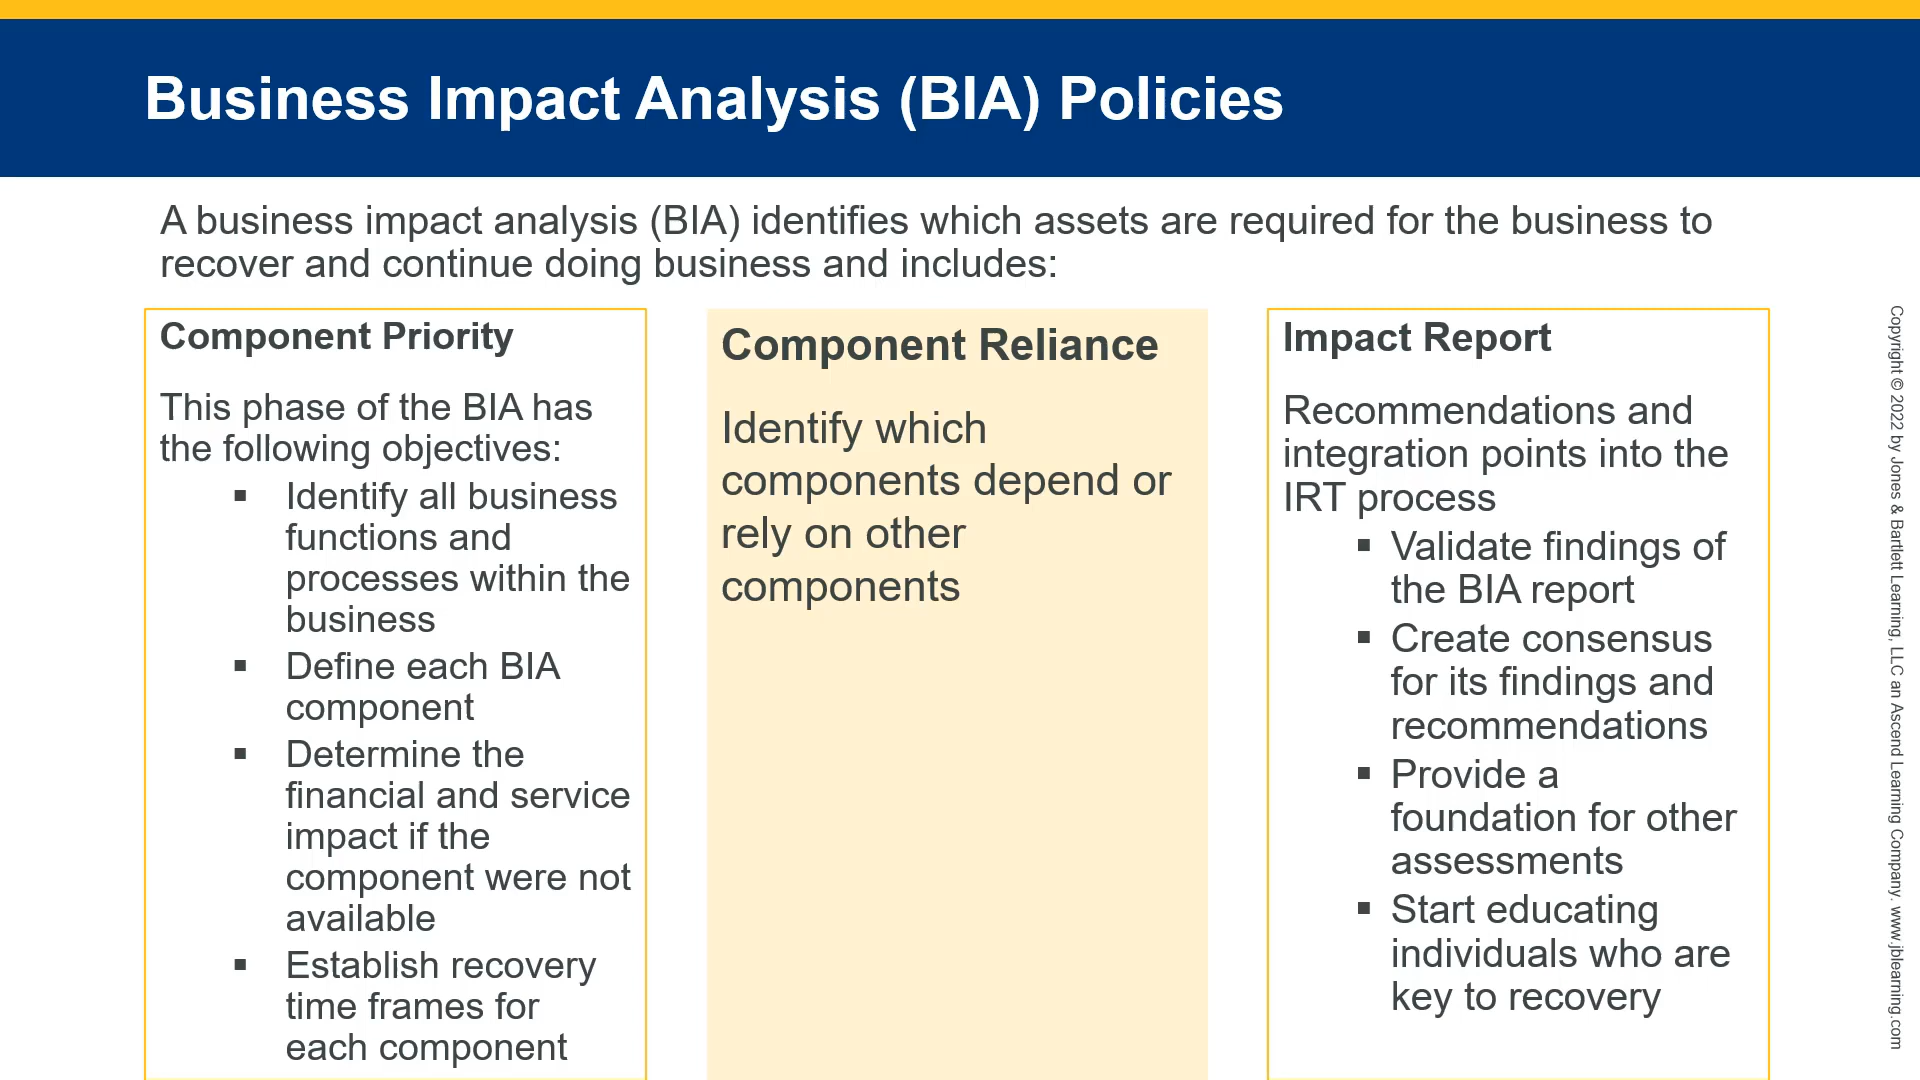 Business Impact Analysis (BIA) Policies
A business impact analysis (BIA) identifies which assets are required for the business to
recover and continue doing business and includes:
Component Priority
This phase of the BIA has
the following objectives:
▪ Identify all business
functions and
processes within the
business
▪ Define each BIA
component
▪ Determine the
financial and service
impact if the
component were not
available
▪ Establish recovery
time frames for
each component
Component Reliance
Identify which
components depend or
rely on other
components
Impact Report
Recommendations and
integration points into the
IRT process
▪ Validate findings of
the BIA report
▪ Create consensus
for its findings and
recommendations
▪ Provide a
foundation for other
assessments
▪ Start educating
individuals who are
key to recovery
Copyright © 2022 by Jones & Bartlett Learning, LLC an Ascend Learning Company. www.jblearning.com